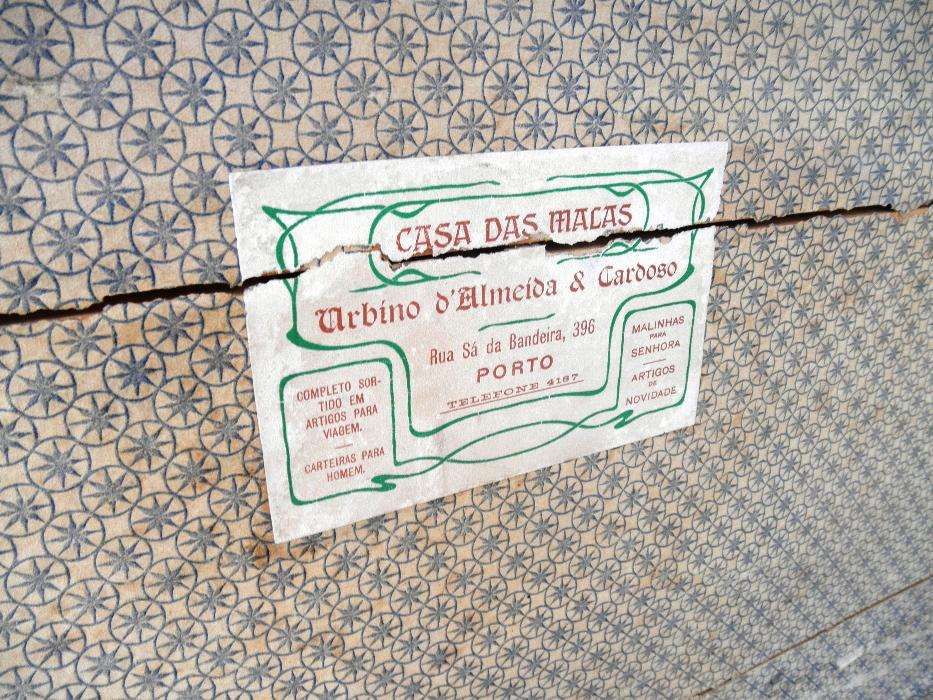 CASA DAS MALAS
Urbino d'Almeida & Cardoso
Rua Sá da Bandeira, 396
PORTO
TELEFONE 4187
COMPLETO SOR-
TIDO EM
ARTIGOS PARA
VIAGEM.
CARTEIRAS PARA
HOMEM.
MALINHAS
PARA
SENHORA
ARTIGOS
DE
NOVIDADE